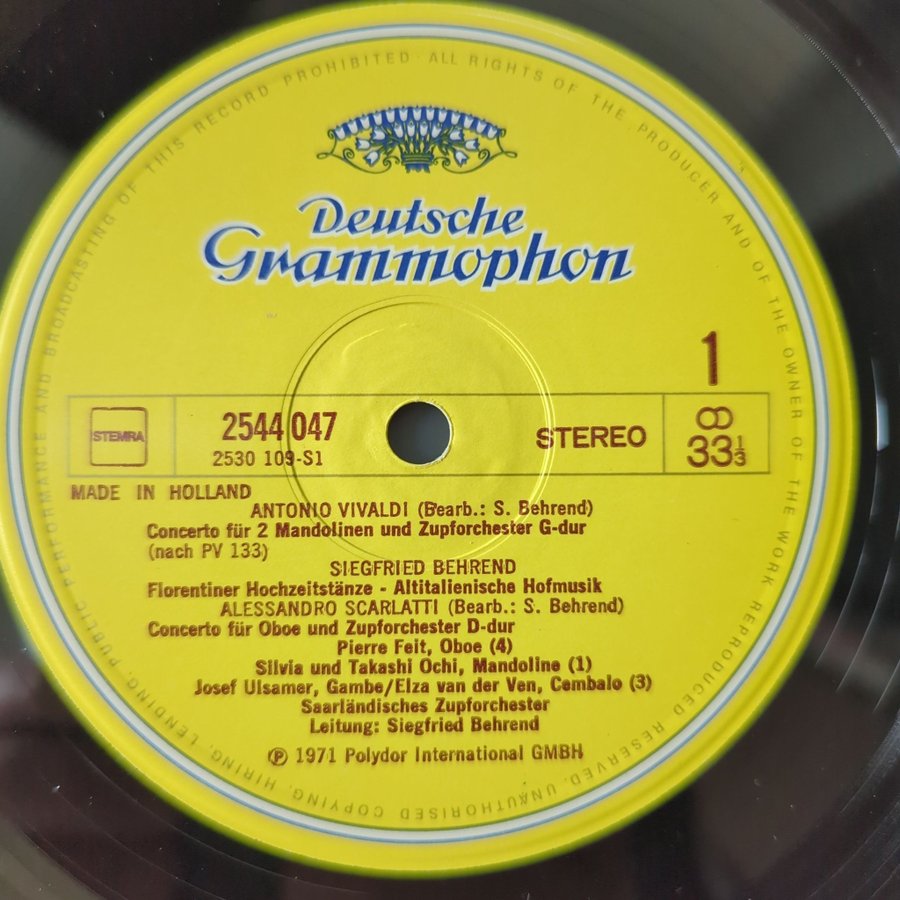 Deutsche
Grammophon
1
STEMRA
2544 047
2530 109-S1
STEREO
33 1/3
MADE IN HOLLAND
ANTONIO VIVALDI (Bearb.: S. Behrend)
Concerto für 2 Mandolinen und Zupforchester G-dur
(nach PV 133)
SIEGFRIED BEHREND
Florentiner Hochzeitstänze - Altitalienische Hofmusik
ALESSANDRO SCARLATTI (Bearb.: S. Behrend)
Concerto für Oboe und Zupforchester D-dur
Pierre Feit, Oboe (4)
Silvia und Takashi Ochi, Mandoline (1)
Josef Ulsamer, Gambe/Elza van der Ven, Cembalo (3)
Saarländisches Zupforchester
Leitung: Siegfried Behrend
Ⓟ 1971 Polydor International GMBH
ALL RIGHTS OF THE PRODUCER AND OF THE OWNER OF THE WORK REPRODUCED RESERVED. UNAUTHORISED COPYING, HIRING, LENDING, PUBLIC PERFORMANCE AND BROADCASTING OF THIS RECORD PROHIBITED ·